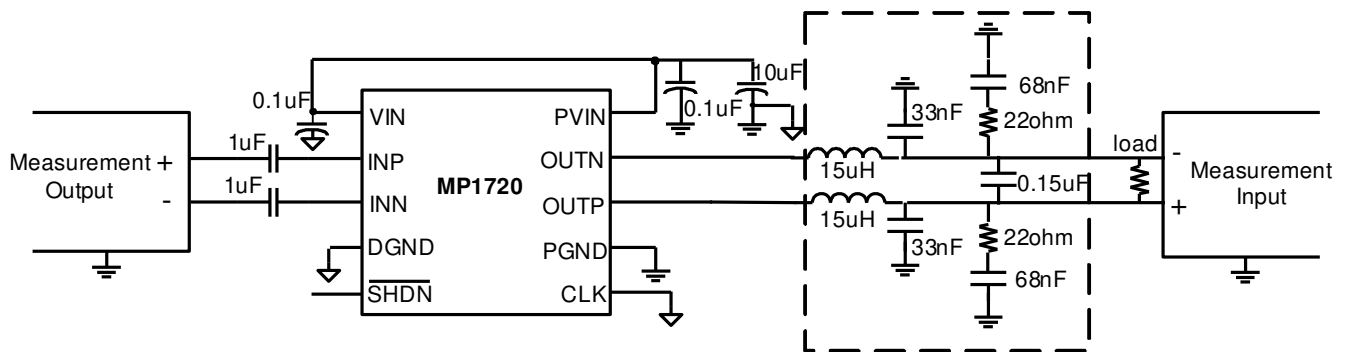 0.1uF
10uF
0.1uF
33nF
68nF
22ohm
VIN
PVIN
Measurement
Output
+
-
1uF
1uF
INP
INN
MP1720
OUTN
OUTP
15uH
15uH
0.15uF
load
-
+
Measurement
Input
DGND
PGND
SHDN
CLK
33nF
22ohm
68nF